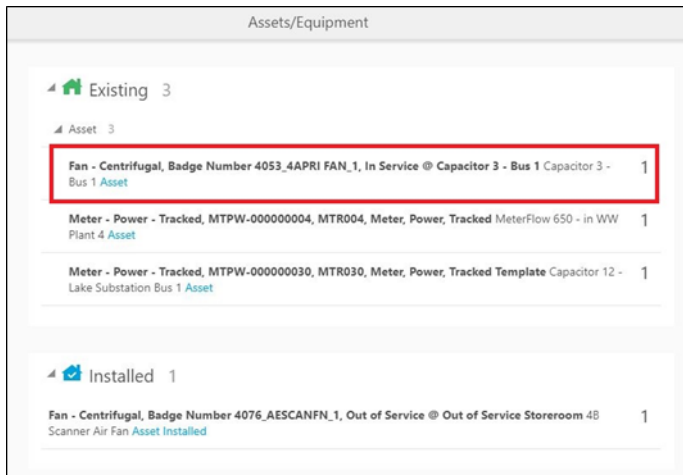 Assets/Equipment
Existing 3
Asset 3
Fan - Centrifugal, Badge Number 4053_4APRI FAN_1, In Service @ Capacitor 3 - Bus 1 Capacitor 3 - 1
Bus 1 Asset
Meter - Power - Tracked, MTPW-000000004, MTR004, Meter, Power, Tracked MeterFlow 650 - in WW 1
Plant 4 Asset
Meter - Power - Tracked, MTPW-000000030, MTR030, Meter, Power, Tracked Template Capacitor 12 - 1
Lake Substation Bus 1 Asset
Installed 1
Fan - Centrifugal, Badge Number 4076_AESCANFN_1, Out of Service @ Out of Service Storeroom 4B 1
Scanner Air Fan Asset Installed